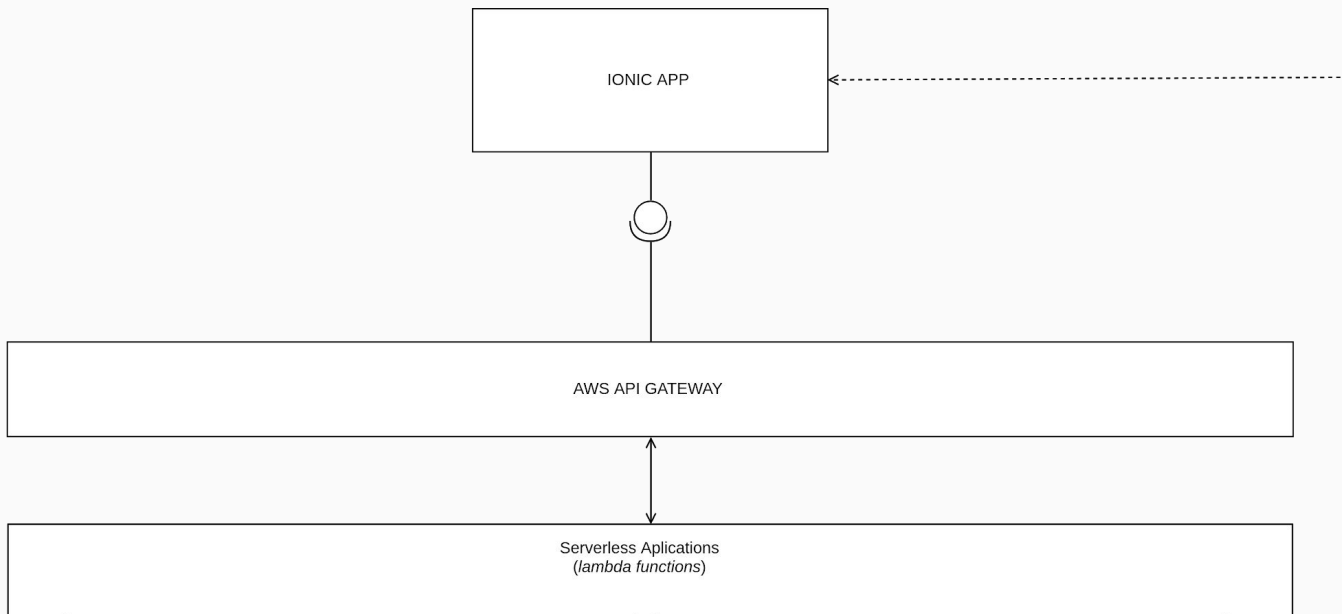 IONIC APP
AWS API GATEWAY
Serverless Aplications
(lambda functions)